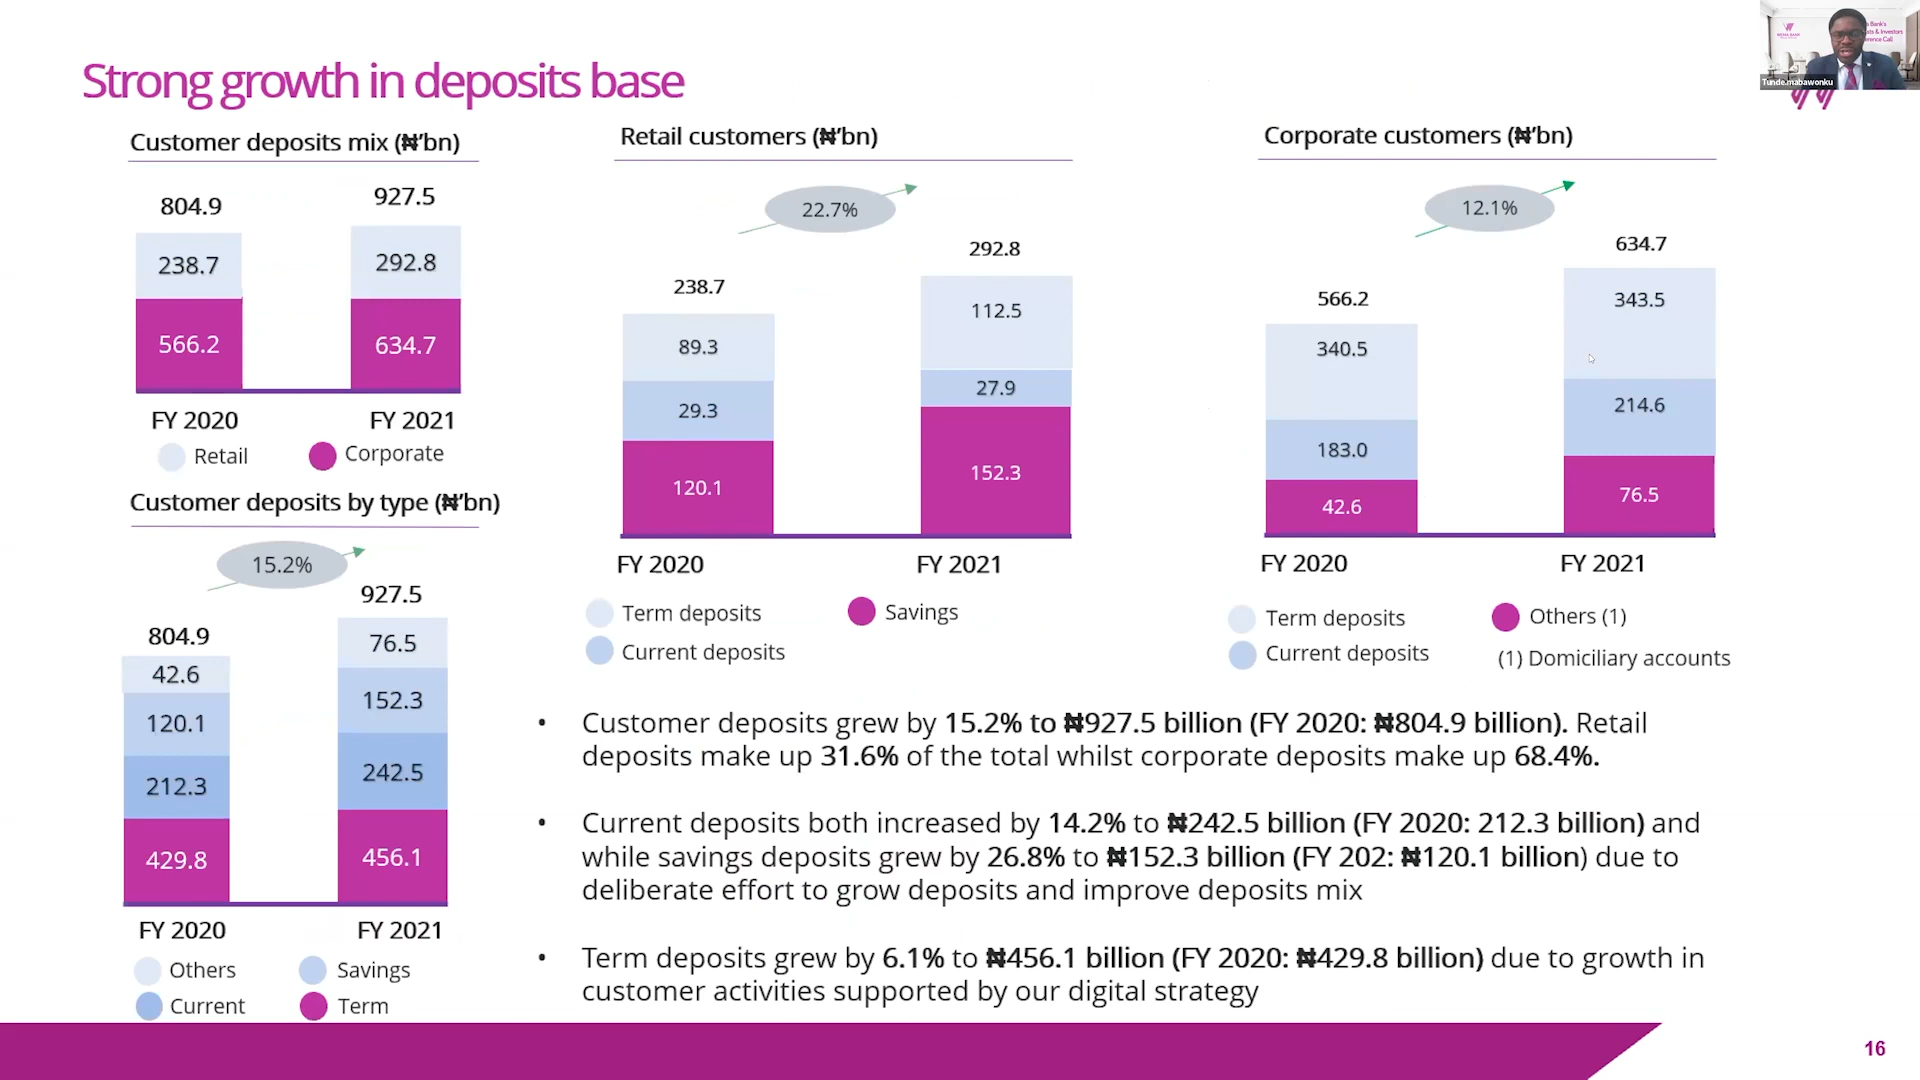 Strong growth in deposits base
Customer deposits mix (₦'bn)
804.9
927.5
238.7
292.8
566.2
634.7
FY 2020
FY 2021
Retail
Corporate
Customer deposits by type (₦'bn)
15.2%
804.9
927.5
42.6
76.5
120.1
152.3
212.3
242.5
429.8
456.1
FY 2020
FY 2021
Others
Savings
Current
Term
Retail customers (₦'bn)
22.7%
238.7
292.8
89.3
112.5
29.3
27.9
120.1
152.3
FY 2020
FY 2021
Term deposits
Savings
Current deposits
Corporate customers (₦'bn)
12.1%
566.2
634.7
340.5
343.5
183.0
214.6
42.6
76.5
FY 2020
FY 2021
Term deposits
Others (1)
Current deposits
(1) Domiciliary accounts
• Customer deposits grew by 15.2% to ₦927.5 billion (FY 2020: ₦804.9 billion). Retail
deposits make up 31.6% of the total whilst corporate deposits make up 68.4%.
• Current deposits both increased by 14.2% to ₦242.5 billion (FY 2020: 212.3 billion) and
while savings deposits grew by 26.8% to ₦152.3 billion (FY 202: ₦120.1 billion) due to
deliberate effort to grow deposits and improve deposits mix
• Term deposits grew by 6.1% to ₦456.1 billion (FY 2020: ₦429.8 billion) due to growth in
customer activities supported by our digital strategy
16
WEMA BANK
Bank's
& Investors
Call
Tunde.mabawonku